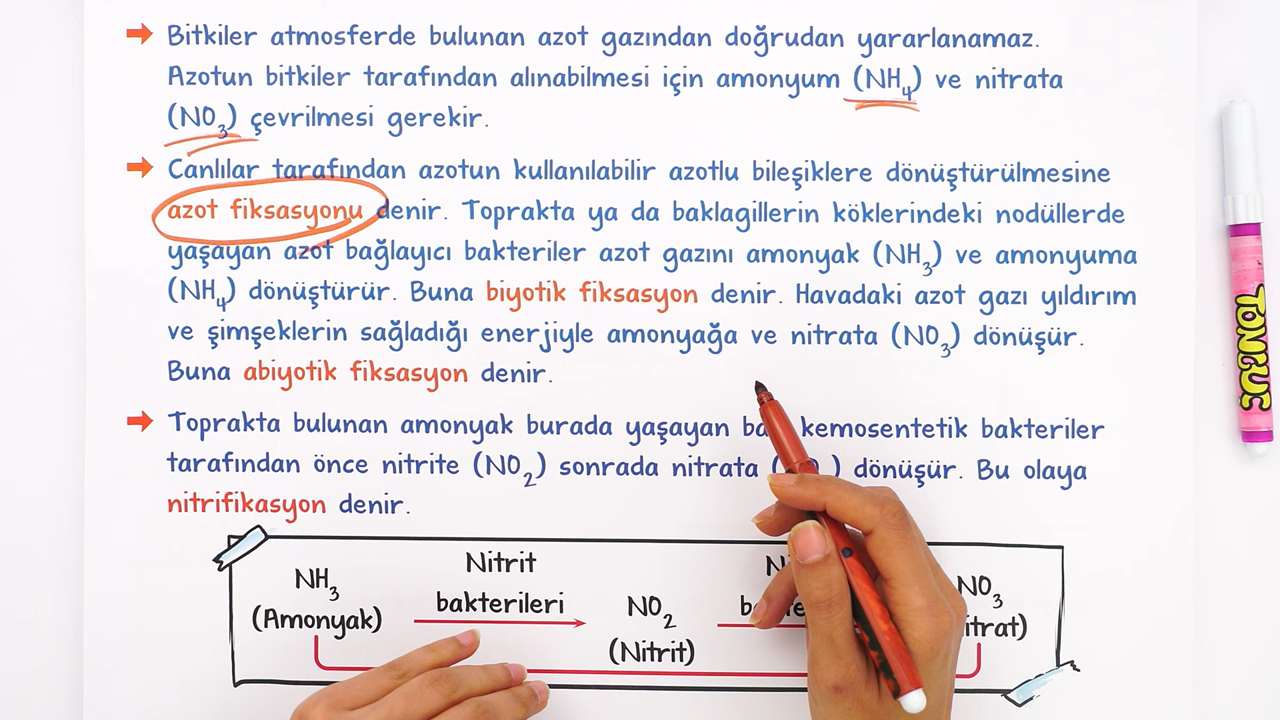 Bitkiler atmosferde bulunan azot gazından doğrudan yararlanamaz.
Azotun bitkiler tarafından alınabilmesi için amonyum (NH₄) ve nitrata
(NO₃) çevrilmesi gerekir.
Canlılar tarafından azotun kullanılabilir azotlu bileşiklere dönüştürülmesine
azot fiksasyonu denir. Toprakta ya da baklagillerin köklerindeki nodüllerde
yaşayan azot bağlayıcı bakteriler azot gazını amonyak (NH₃) ve amonyuma
(NH₄) dönüştürür. Buna biyotik fiksasyon denir. Havadaki azot gazı yıldırım
ve şimşeklerin sağladığı enerjiyle amonyağa ve nitrata (NO₃) dönüşür.
Buna abiyotik fiksasyon denir.
Toprakta bulunan amonyak burada yaşayan kemosentetik bakteriler
tarafından önce nitrite (NO₂) sonrada nitrata dönüşür. Bu olaya
nitrifikasyon denir.
NH₃
(Amonyak)
Nitrit
bakterileri
NO₂
(Nitrit)
NO₃
TONGUÇ